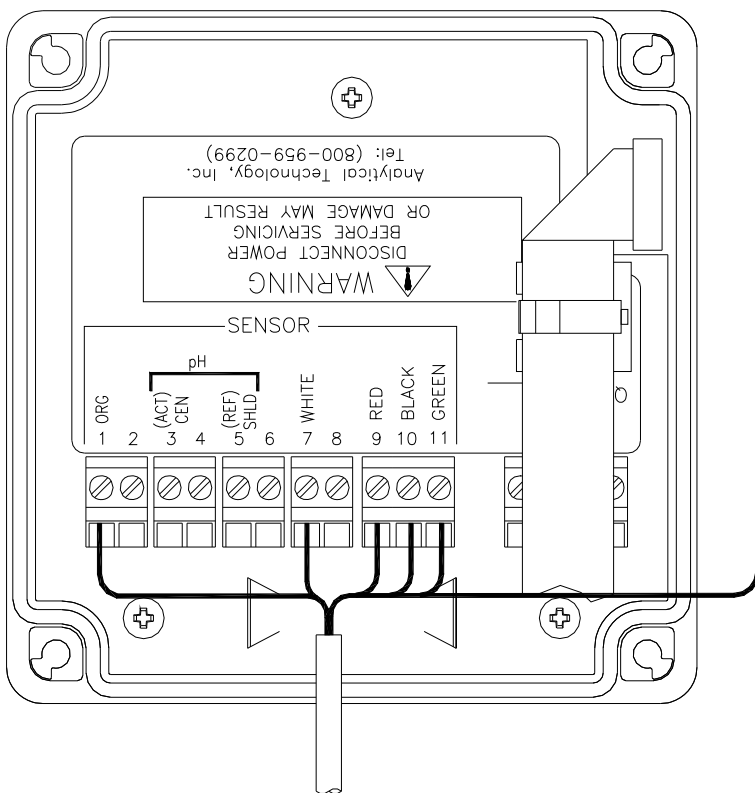 WARNING
DISCONNECT POWER
BEFORE SERVICING
OR DAMAGE MAY RESULT
Analytical Technology, Inc.
Tel: (800-959-0299)
SENSOR
pH
ORG
(ACT)
CEN
(REF)
SHLD
WHITE
RED
BLACK
GREEN
1 2 3 4 5 6 7 8 9 10 11